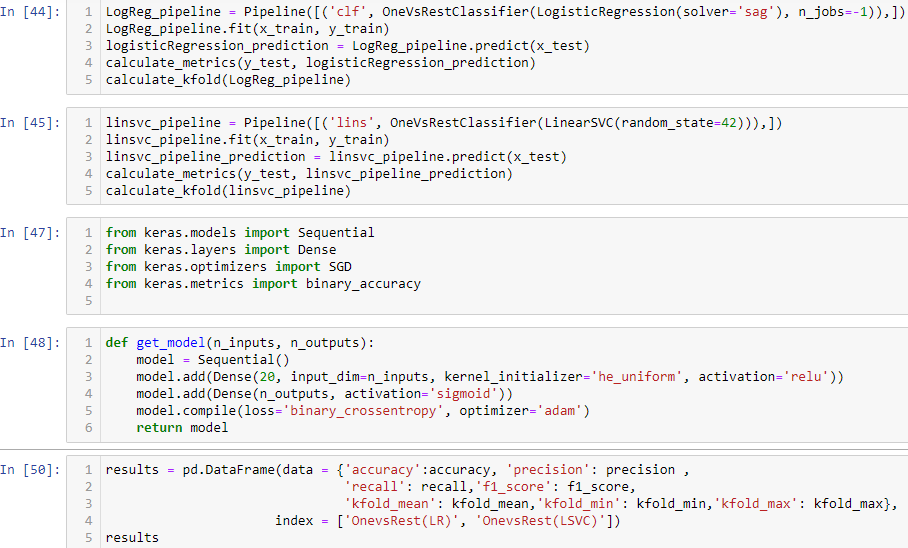 In [44]:
1 LogReg_pipeline = Pipeline([('clf', OneVsRestClassifier(LogisticRegression(solver='sag'), n_jobs=-1)),])
2 LogReg_pipeline.fit(x_train, y_train)
3 logisticRegression_prediction = LogReg_pipeline.predict(x_test)
4 calculate_metrics(y_test, logisticRegression_prediction)
5 calculate_kfold(LogReg_pipeline)
In [45]:
1 linsvc_pipeline = Pipeline([('lins', OneVsRestClassifier(LinearSVC(random_state=42))),])
2 linsvc_pipeline.fit(x_train, y_train)
3 linsvc_pipeline_prediction = linsvc_pipeline.predict(x_test)
4 calculate_metrics(y_test, linsvc_pipeline_prediction)
5 calculate_kfold(linsvc_pipeline)
In [47]:
1 from keras.models import Sequential
2 from keras.layers import Dense
3 from keras.optimizers import SGD
4 from keras.metrics import binary_accuracy
5
In [48]:
1 def get_model(n_inputs, n_outputs):
2     model = Sequential()
3     model.add(Dense(20, input_dim=n_inputs, kernel_initializer='he_uniform', activation='relu'))
4     model.add(Dense(n_outputs, activation='sigmoid'))
5     model.compile(loss='binary_crossentropy', optimizer='adam')
6     return model
In [50]:
1 results = pd.DataFrame(data = {'accuracy':accuracy, 'precision': precision ,
2                                'recall': recall,'f1_score': f1_score,
3                                'kfold_mean': kfold_mean,'kfold_min': kfold_min,'kfold_max': kfold_max},
4                       index = ['OnevsRest(LR)', 'OnevsRest(LSVC)'])
5 results